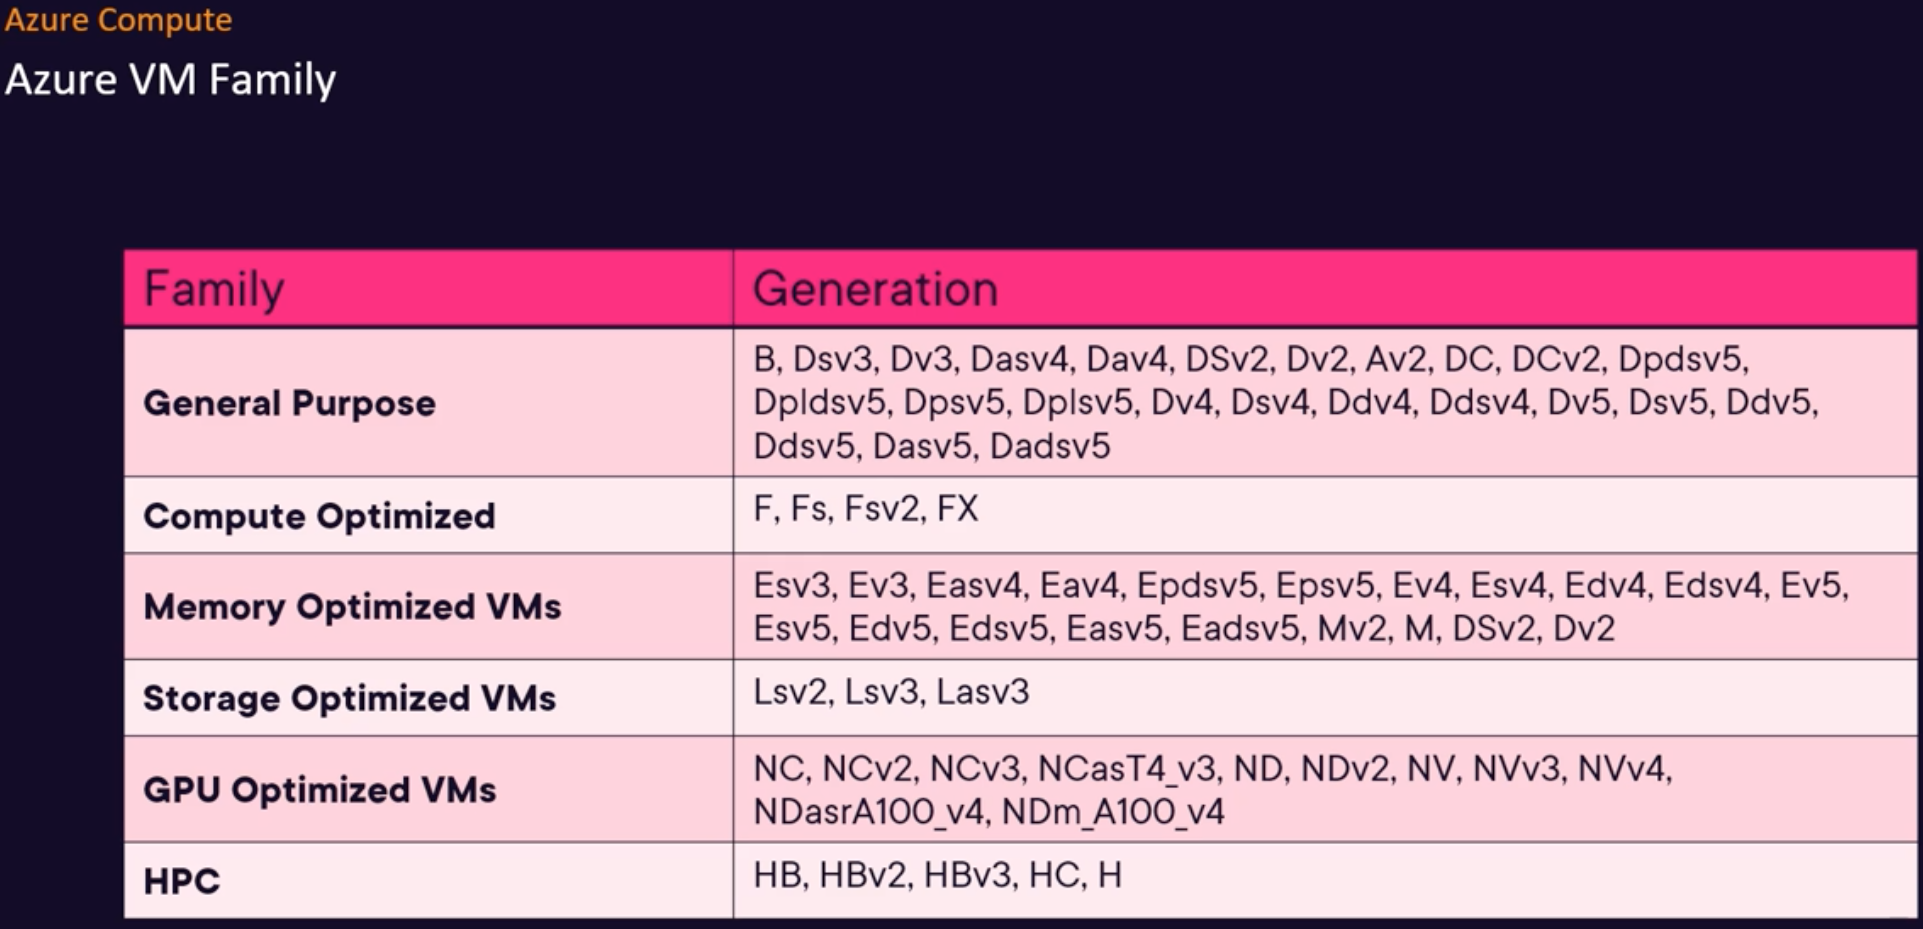 Azure Compute
Azure VM Family
Family
Generation
General Purpose
B, Dsv3, Dv3, Dasv4, Dav4, DSv2, Dv2, Av2, DC, DCv2, Dpdsv5,
Dpldsv5, Dpsv5, Dplsv5, Dv4, Dsv4, Ddv4, Ddsv4, Dv5, Dsv5, Ddv5,
Ddsv5, Dasv5, Dadsv5
Compute Optimized
F, Fs, Fsv2, FX
Memory Optimized VMs
Esv3, Ev3, Easv4, Eav4, Epdsv5, Epsv5, Ev4, Esv4, Edv4, Edsv4, Ev5,
Esv5, Edv5, Edsv5, Easv5, Eadsv5, Mv2, M, DSv2, Dv2
Storage Optimized VMs
Lsv2, Lsv3, Lasv3
GPU Optimized VMs
NC, NCv2, NCv3, NCasT4_v3, ND, NDv2, NV, NVv3, NVv4,
NDasrA100_v4, NDm_A100_v4
HPC
HB, HBv2, HBv3, HC, H